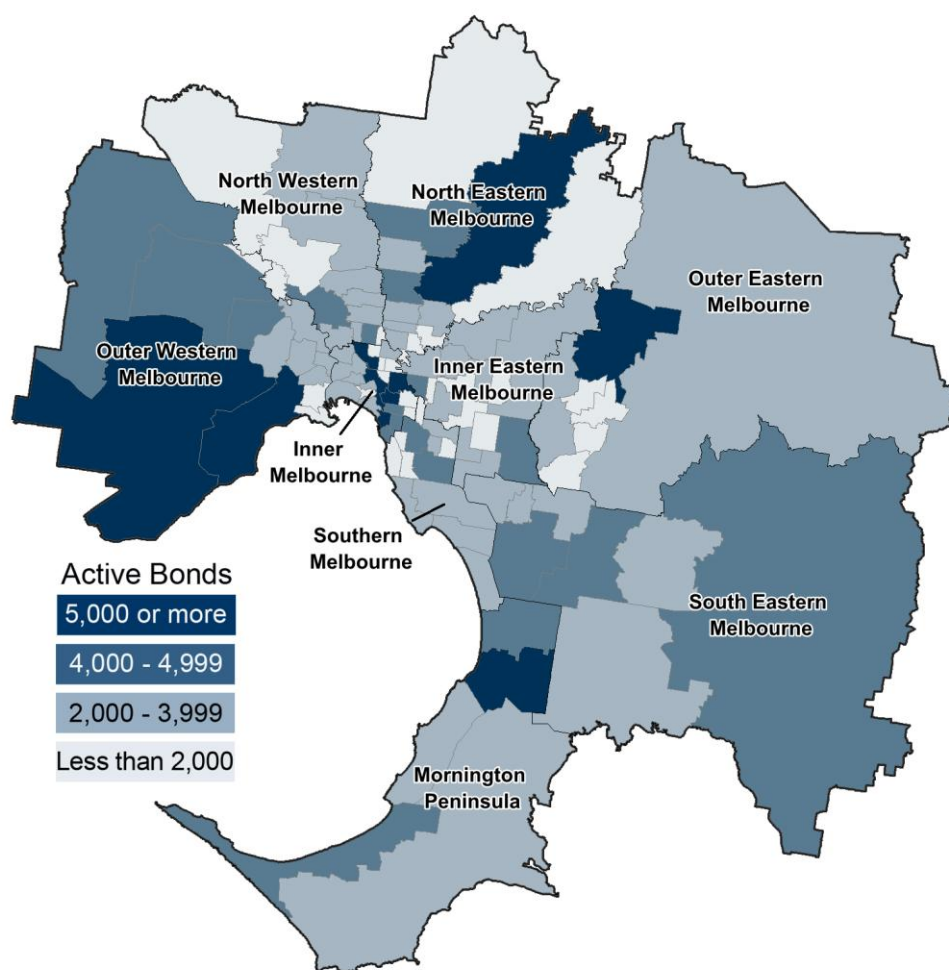 North Western
Melbourne
North Eastern
Melbourne
Outer Eastern
Melbourne
Outer Western
Melbourne
Inner Eastern
Melbourne
Inner
Melbourne
Southern
Melbourne
Active Bonds
5,000 or more
4,000 - 4,999
2,000 - 3,999
Less than 2,000
South Eastern
Melbourne
Mornington
Peninsula